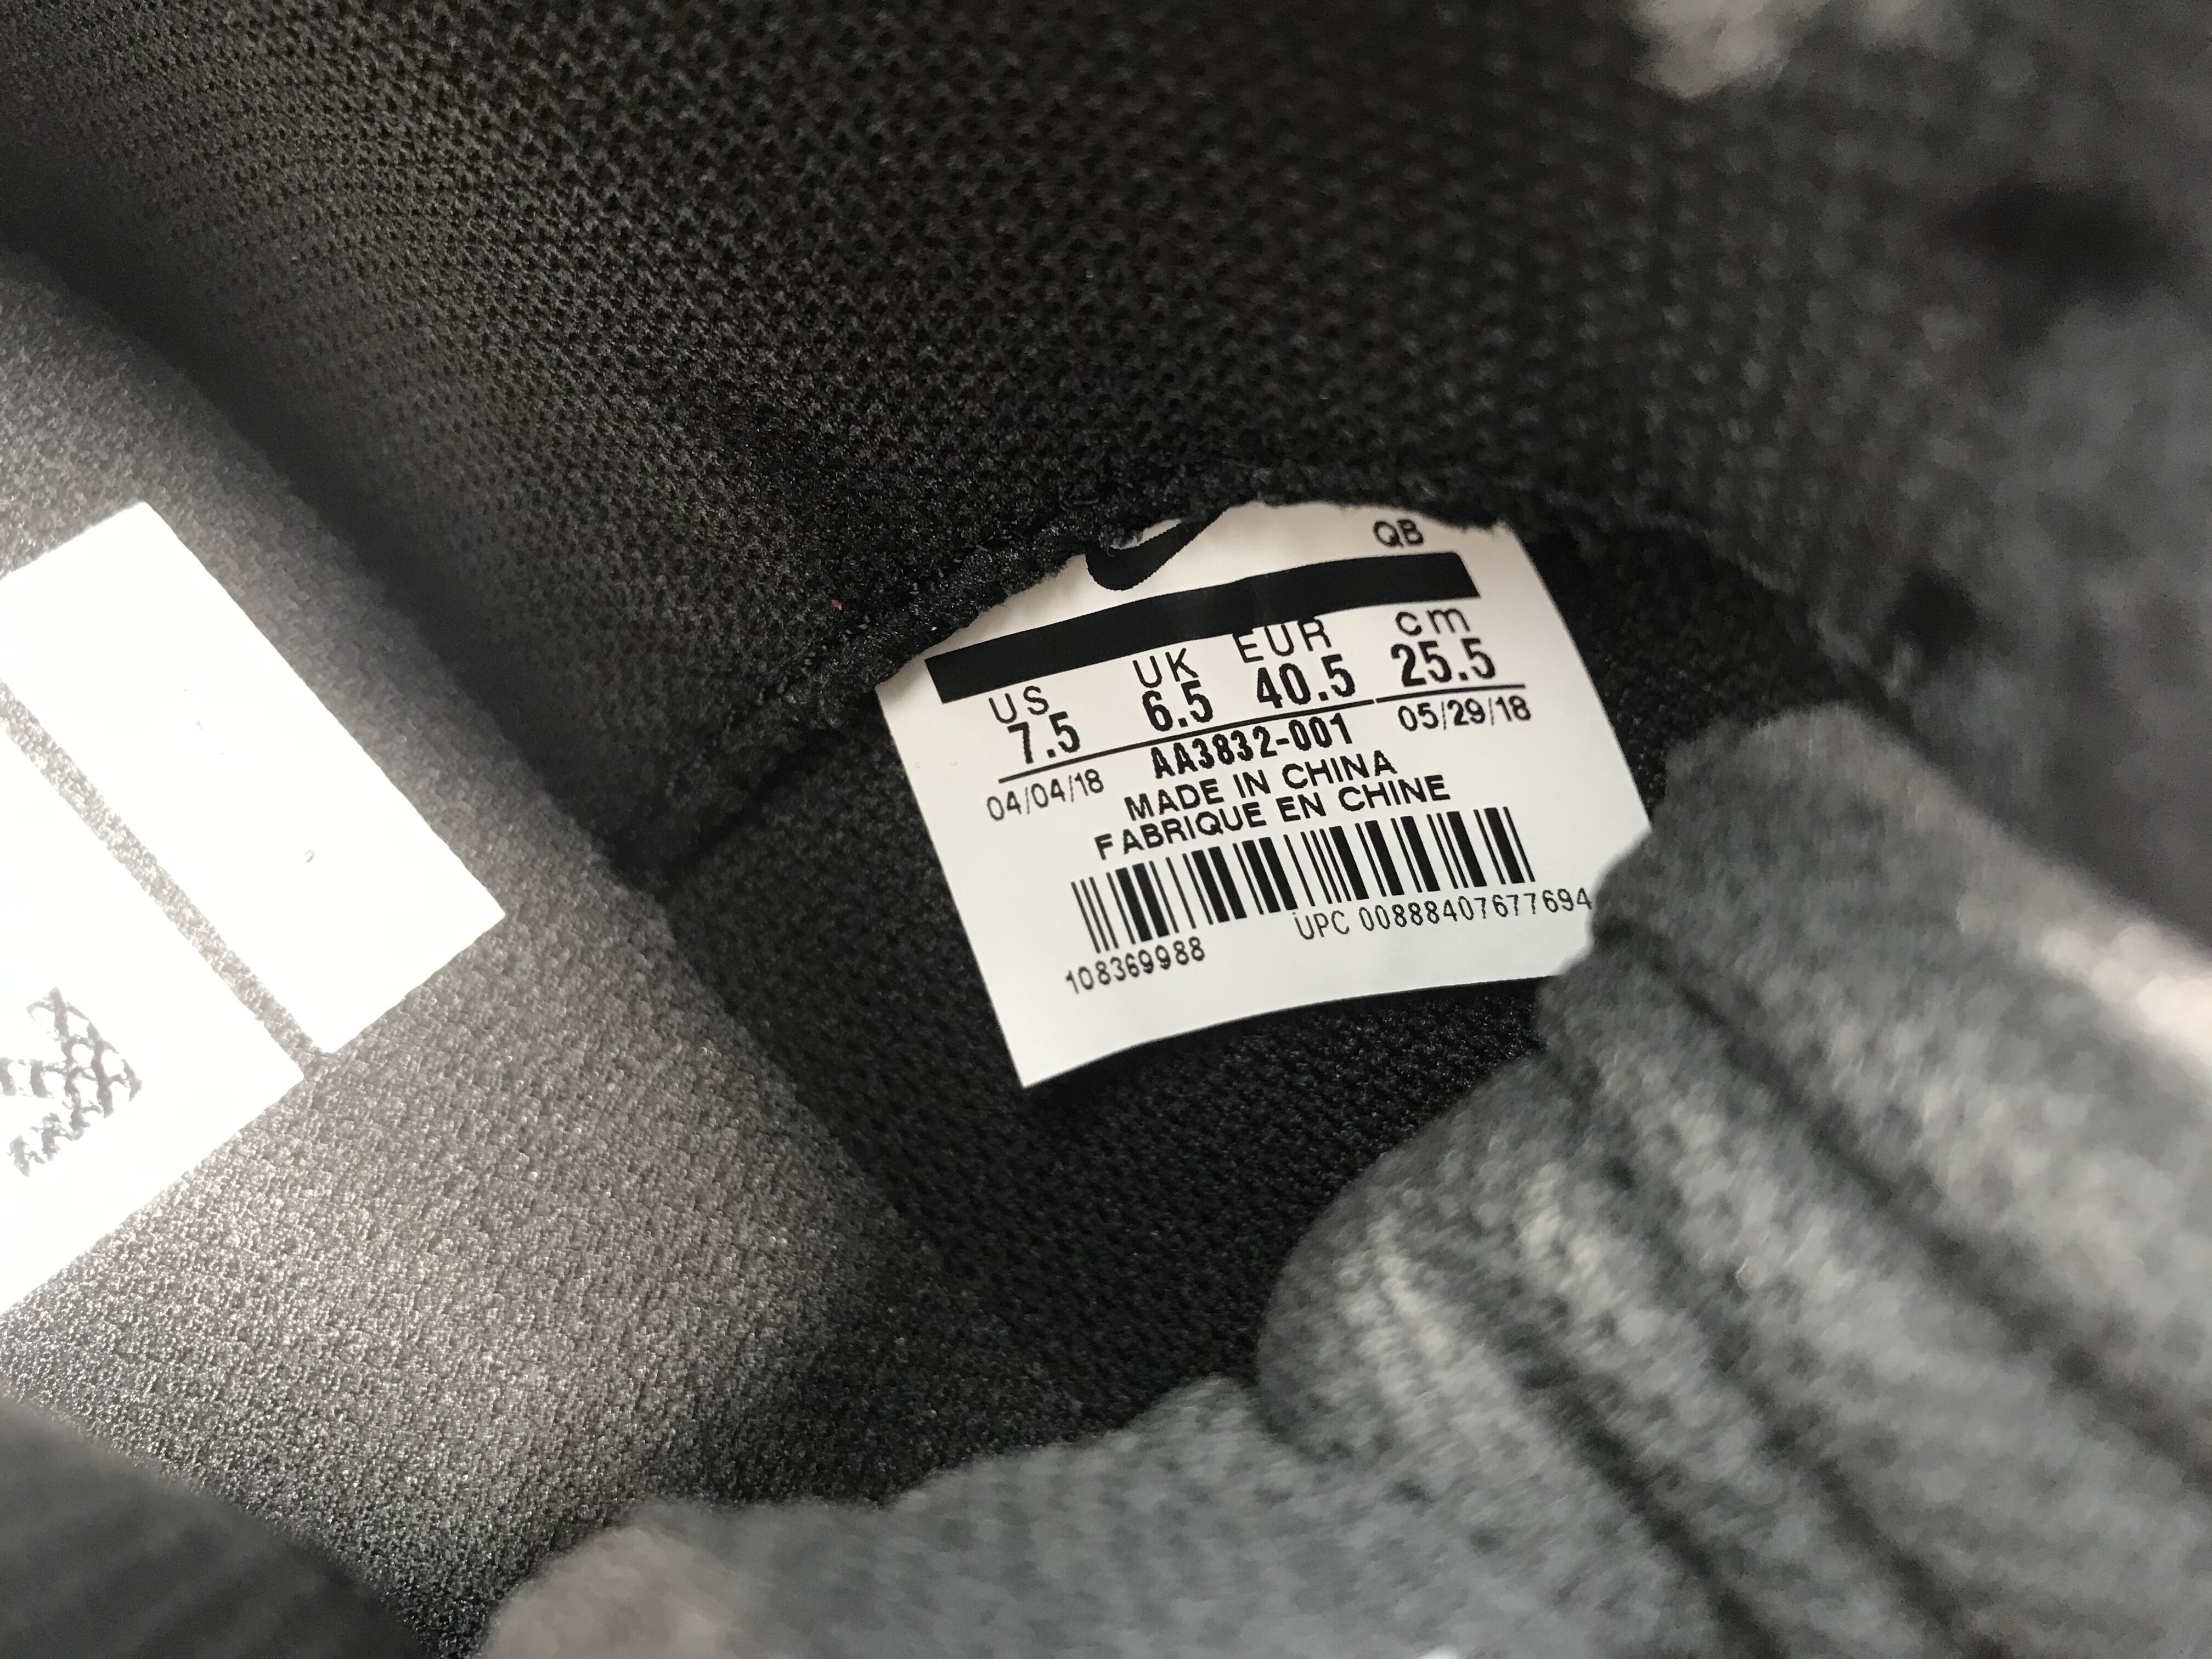 QB
US UK EUR cm
7.5 6.5 40.5 25.5
04/04/18 AA3832-001 05/29/18
MADE IN CHINA
FABRIQUE EN CHINE
108369988 UPC 00888407677694